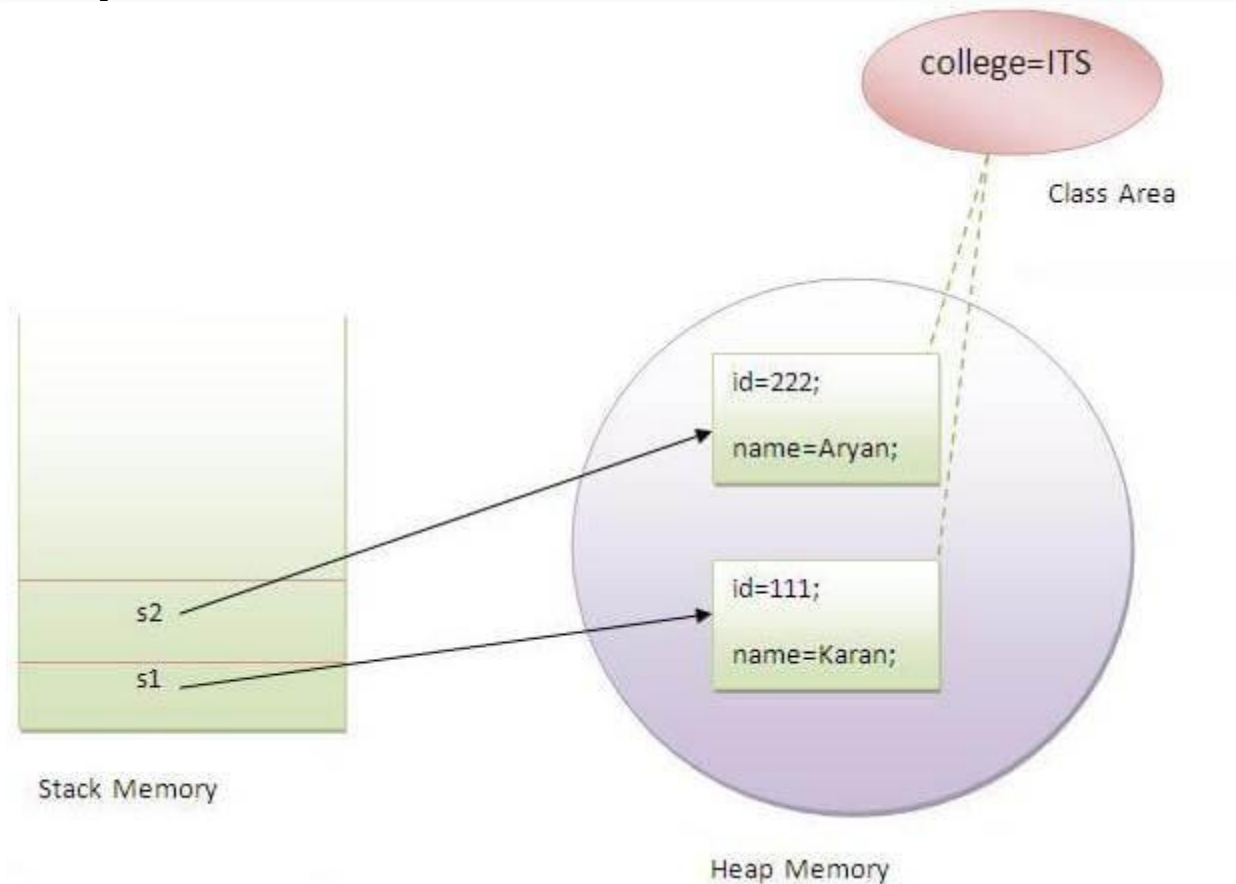 college=ITS
Class Area
id=222;
name=Aryan;
s2
id=111;
name=Karan;
s1
Stack Memory
Heap Memory